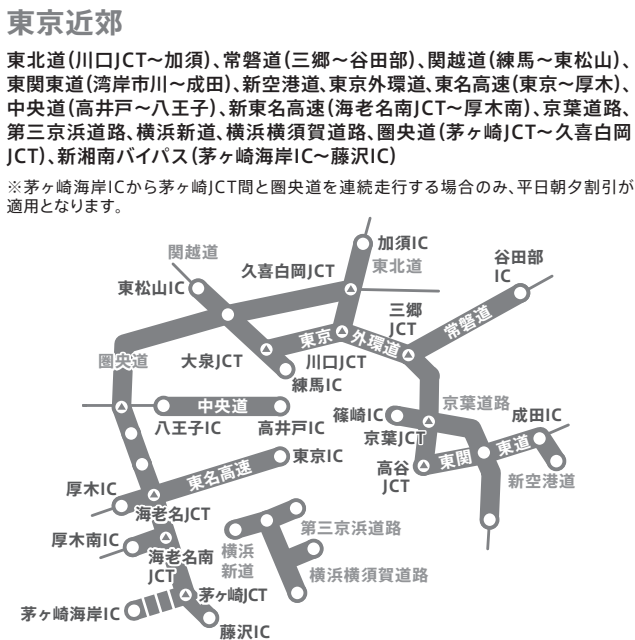 東京近郊
東北道(川口JCT～加須)、常磐道(三郷～谷田部)、関越道(練馬～東松山)、
東関東道(湾岸市川～成田)、新空港道、東京外環道、東名高速(東京～厚木)、
中央道(高井戸～八王子)、新東名高速(海老名南JCT～厚木南)、京葉道路、
第三京浜道路、横浜新道、横浜横須賀道路、圏央道(茅ヶ崎JCT～久喜白岡
JCT)、新湘南バイパス(茅ヶ崎海岸IC～藤沢IC)
※茅ヶ崎海岸ICから茅ヶ崎JCT間と圏央道を連続走行する場合のみ、平日朝夕割引が
適用となります。
関越道
加須IC
久喜白岡JCT
東北道
谷田部
IC
東松山IC
三郷
JCT
常磐道
東京
外環道
圏央道
大泉JCT
川口JCT
練馬IC
中央道
京葉道路
篠崎IC
成田IC
八王子IC
高井戸IC
京葉JCT
東関
東道
東京IC
高谷
JCT
東名高速
新空港道
厚木IC
海老名JCT
第三京浜道路
厚木南IC
横浜
新道
海老名南
JCT
横浜横須賀道路
茅ヶ崎JCT
茅ヶ崎海岸IC
藤沢IC